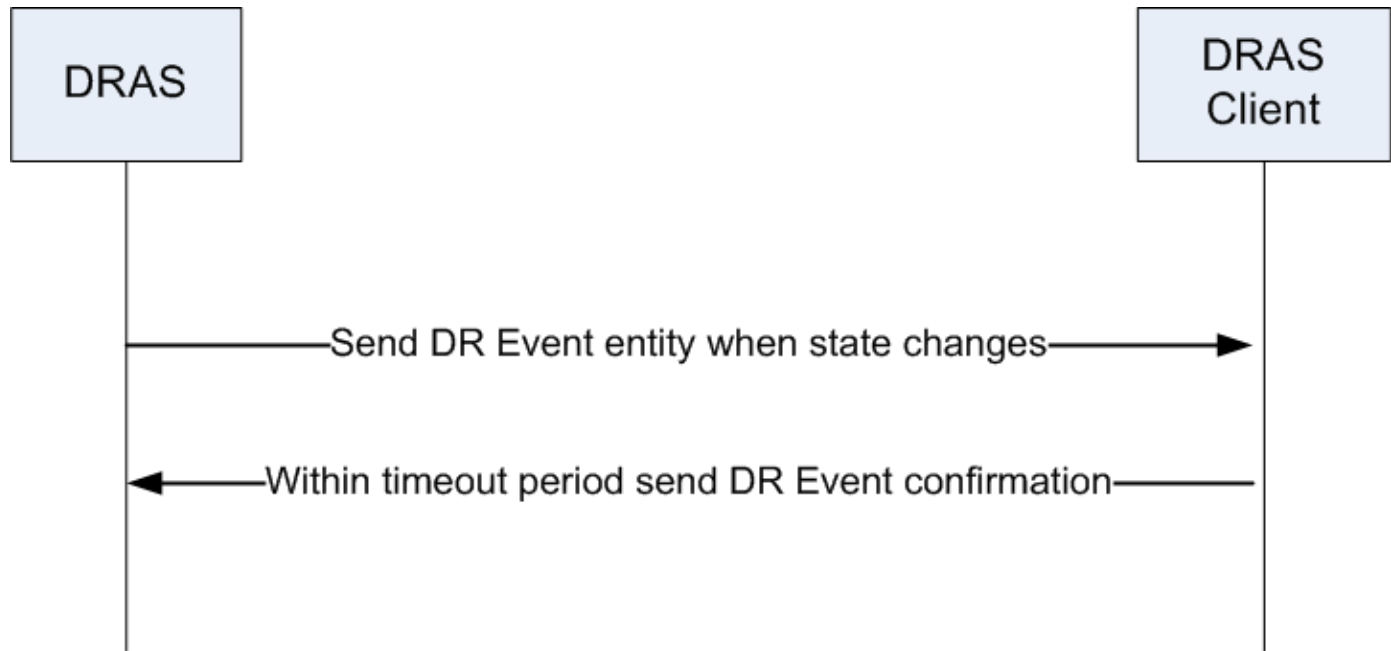 DRAS
DRAS
Client
Send DR Event entity when state changes
Within timeout period send DR Event confirmation